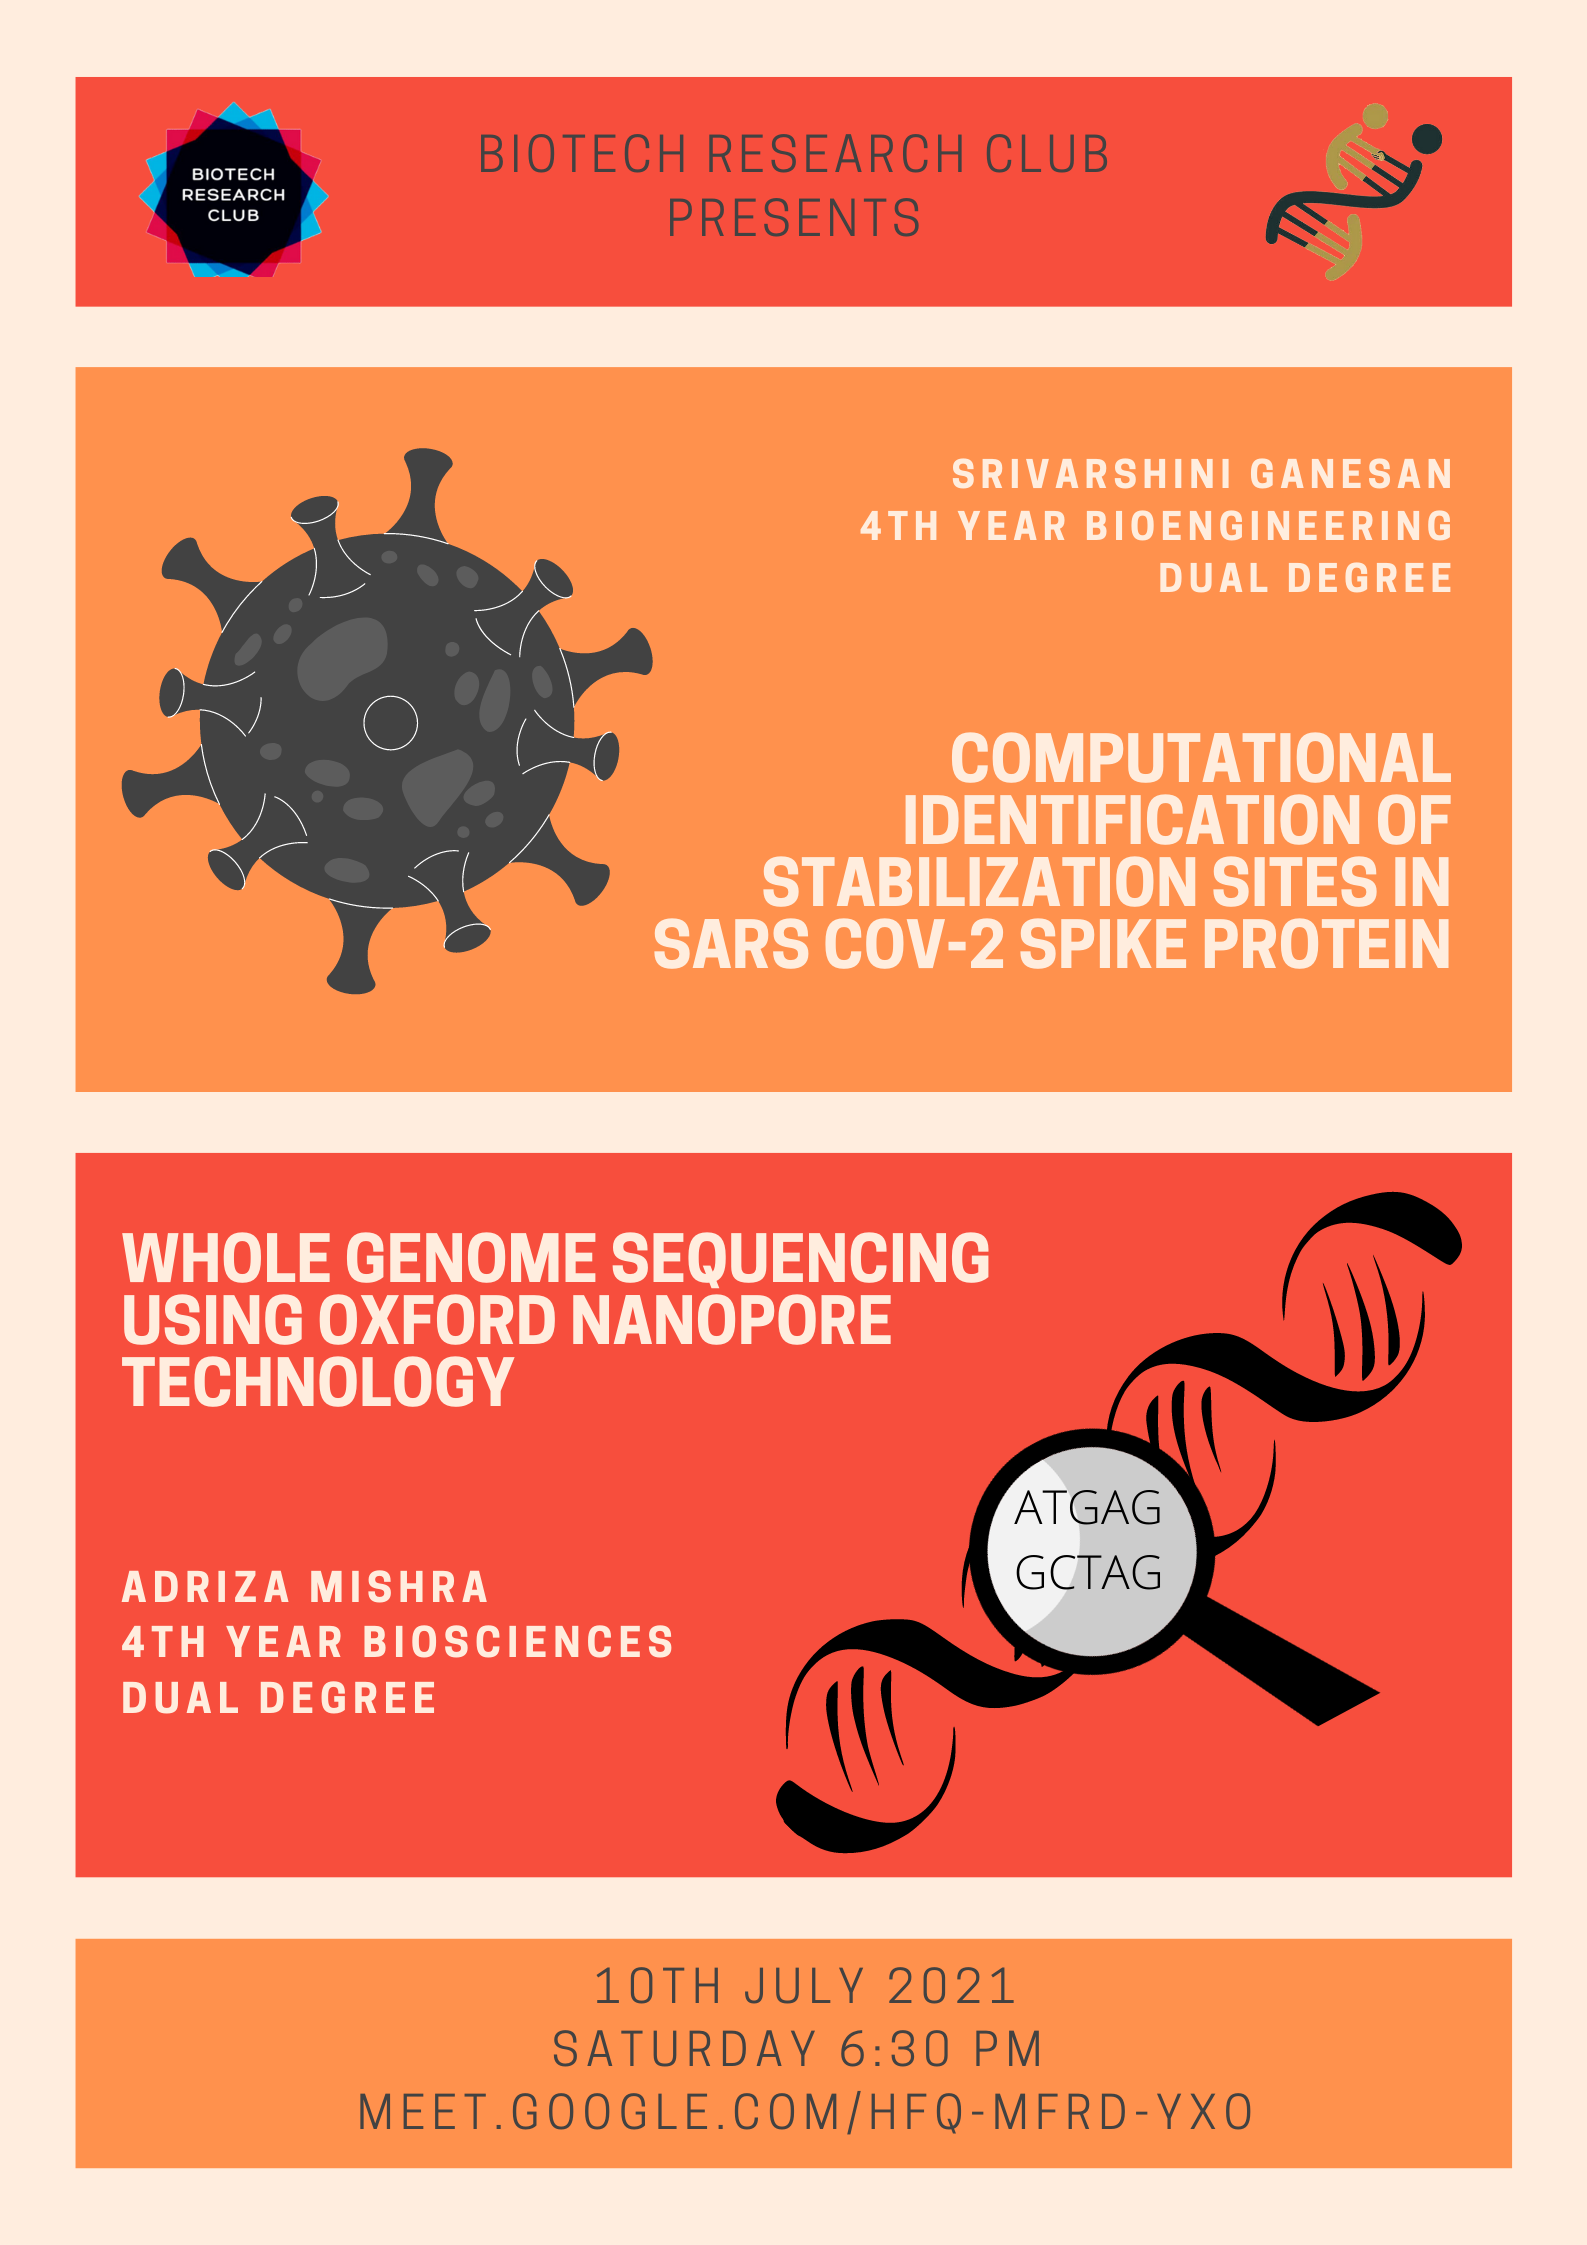 BIOTECH
RESEARCH
CLUB
BIOTECH RESEARCH CLUB
PRESENTS
SRIVARSHINI GANESAN
4TH YEAR BIOENGINEERING
DUAL DEGREE
COMPUTATIONAL
IDENTIFICATION OF
STABILIZATION SITES IN
SARS COV-2 SPIKE PROTEIN
WHOLE GENOME SEQUENCING
USING OXFORD NANOPORE
TECHNOLOGY
ATGAG
GCTAG
ADRIZA MISHRA
4TH YEAR BIOSCIENCES
DUAL DEGREE
10TH JULY 2021
SATURDAY 6:30 PM
MEET.GOOGLE.COM/HFQ-MFRD-YXO